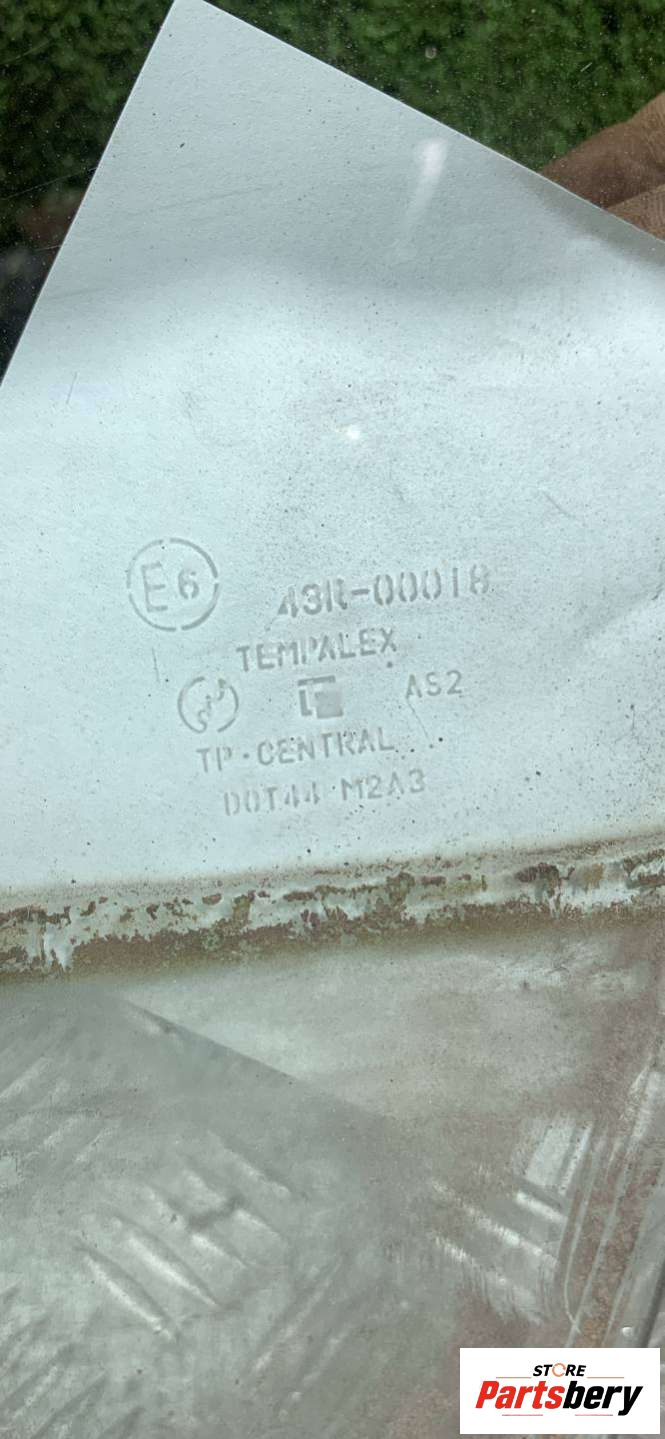 E6
43R-00018
TEMPALEX
AS2
TP·CENTRAL
DOT44·M2A3
STORE
Partsbery